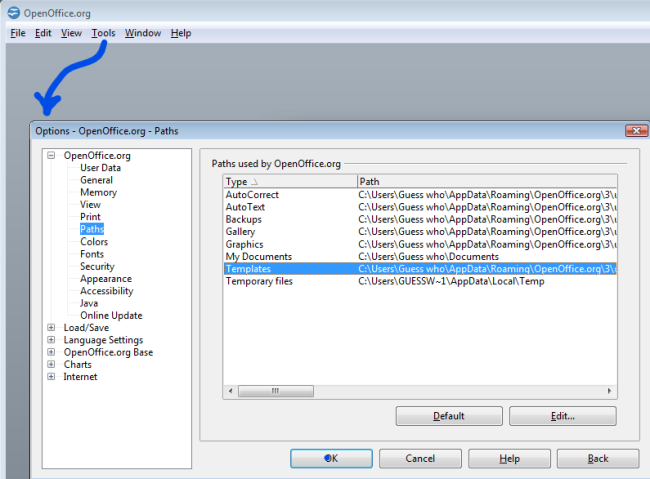 OpenOffice.org
File Edit View Tools Window Help
Options - OpenOffice.org - Paths
OpenOffice.org
User Data
General
Memory
View
Print
Paths
Colors
Fonts
Security
Appearance
Accessibility
Java
Online Update
Load/Save
Language Settings
OpenOffice.org Base
Charts
Internet
Paths used by OpenOffice.org
Type Path
AutoCorrect C:\Users\Guess who\AppData\Roaming\OpenOffice.org\3\u
AutoText C:\Users\Guess who\AppData\Roaming\OpenOffice.org\3\u
Backups C:\Users\Guess who\AppData\Roaming\OpenOffice.org\3\u
Gallery C:\Users\Guess who\AppData\Roaming\OpenOffice.org\3\u
Graphics C:\Users\Guess who\AppData\Roaming\OpenOffice.org\3\u
My Documents C:\Users\Guess who\Documents
Templates C:\Users\Guess who\AppData\Roaming\OpenOffice.org\3\u
Temporary files C:\Users\GUESSW~1\AppData\Local\Temp
Default Edit...
OK Cancel Help Back